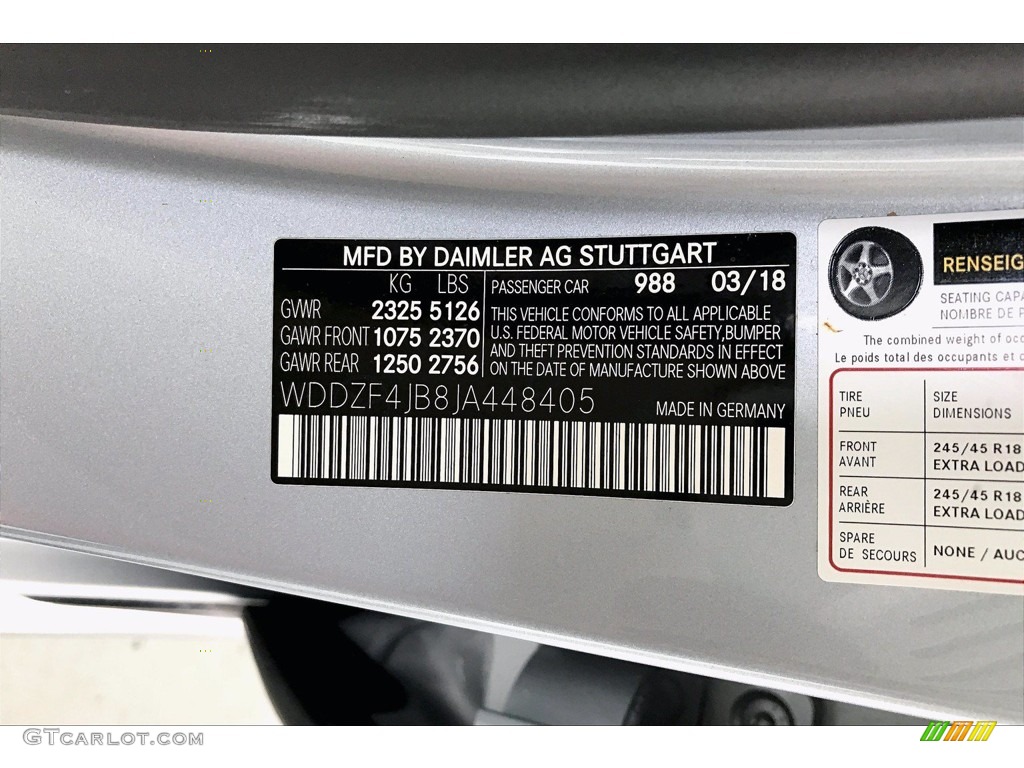 MFD BY DAIMLER AG STUTTGART
KG LBS
GVWR 2325 5126
GAWR FRONT 1075 2370
GAWR REAR 1250 2756
PASSENGER CAR 988 03/18
THIS VEHICLE CONFORMS TO ALL APPLICABLE
U.S. FEDERAL MOTOR VEHICLE SAFETY, BUMPER
AND THEFT PREVENTION STANDARDS IN EFFECT
ON THE DATE OF MANUFACTURE SHOWN ABOVE
WDDZF4JB8JA448405
MADE IN GERMANY
RENSEIG
SEATING CAPA
NOMBRE DE P
The combined weight of occ
Le poids total des occupants et c
TIRE SIZE
PNEU DIMENSIONS
FRONT 245/45 R18
AVANT EXTRA LOAD
REAR 245/45 R18
ARRIÈRE EXTRA LOAD
SPARE
DE SECOURS NONE / AUC
GTCARLOT.COM